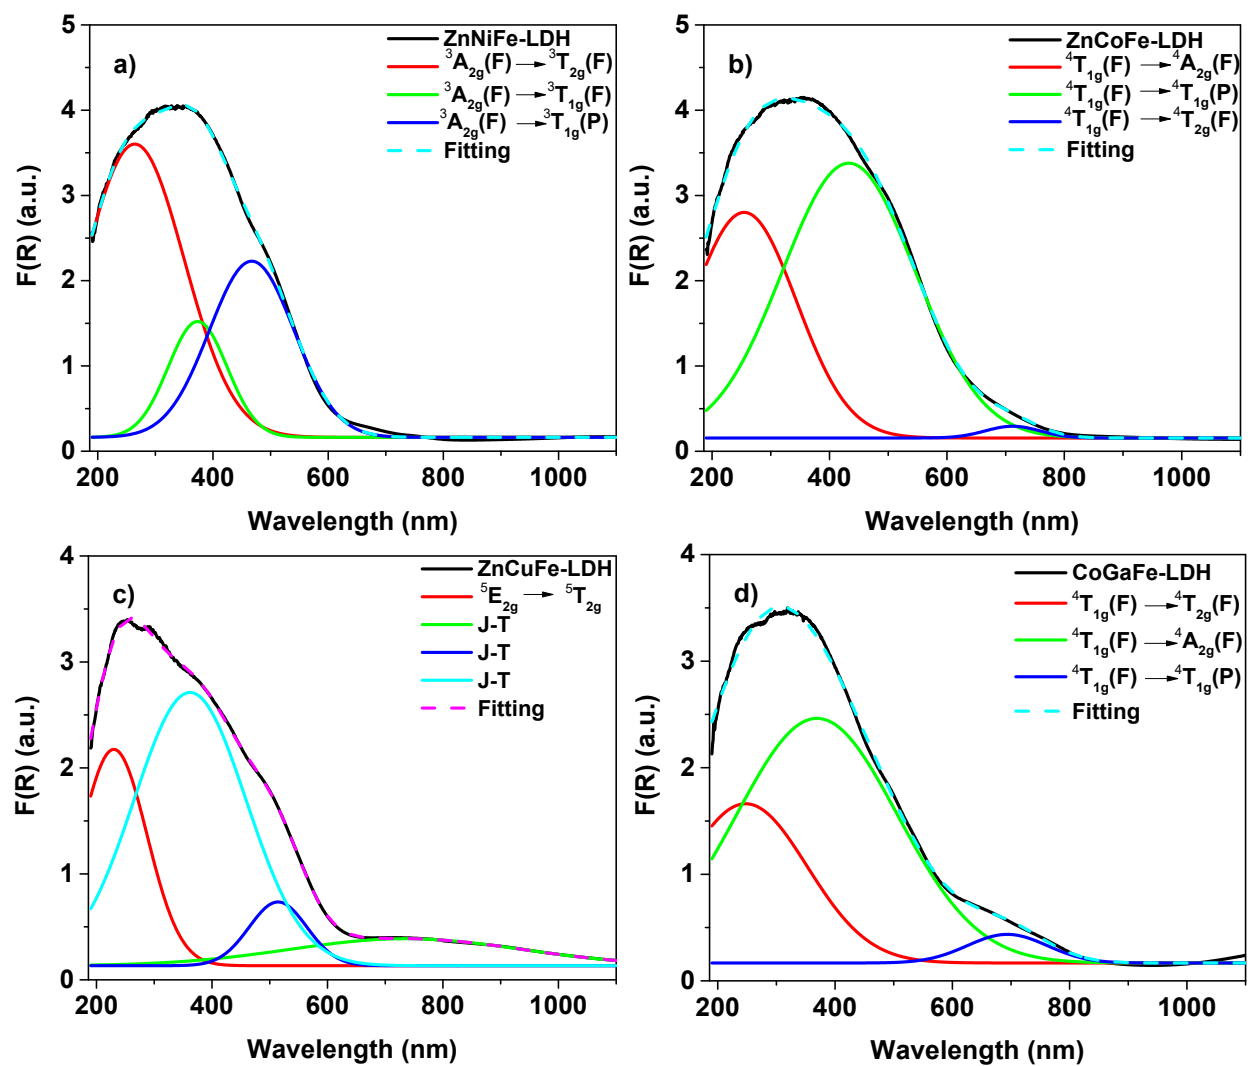 a)
ZnNiFe-LDH
³A₂g(F) → ³T₂g(F)
³A₂g(F) → ³T₁g(F)
³A₂g(F) → ³T₁g(P)
Fitting
5
4
3
2
1
0
F(R) (a.u.)
200 400 600 800 1000
Wavelength (nm)
b)
ZnCoFe-LDH
⁴T₁g(F) → ⁴A₂g(F)
⁴T₁g(F) → ⁴T₁g(P)
⁴T₁g(F) → ⁴T₂g(F)
Fitting
5
4
3
2
1
0
F(R) (a.u.)
200 400 600 800 1000
Wavelength (nm)
c)
ZnCuFe-LDH
⁵E₂g → ⁵T₂g
J-T
J-T
J-T
Fitting
4
3
2
1
0
F(R) (a.u.)
200 400 600 800 1000
Wavelength (nm)
d)
CoGaFe-LDH
⁴T₁g(F) → ⁴T₂g(F)
⁴T₁g(F) → ⁴A₂g(F)
⁴T₁g(F) → ⁴T₁g(P)
Fitting
4
3
2
1
0
F(R) (a.u.)
200 400 600 800 1000
Wavelength (nm)